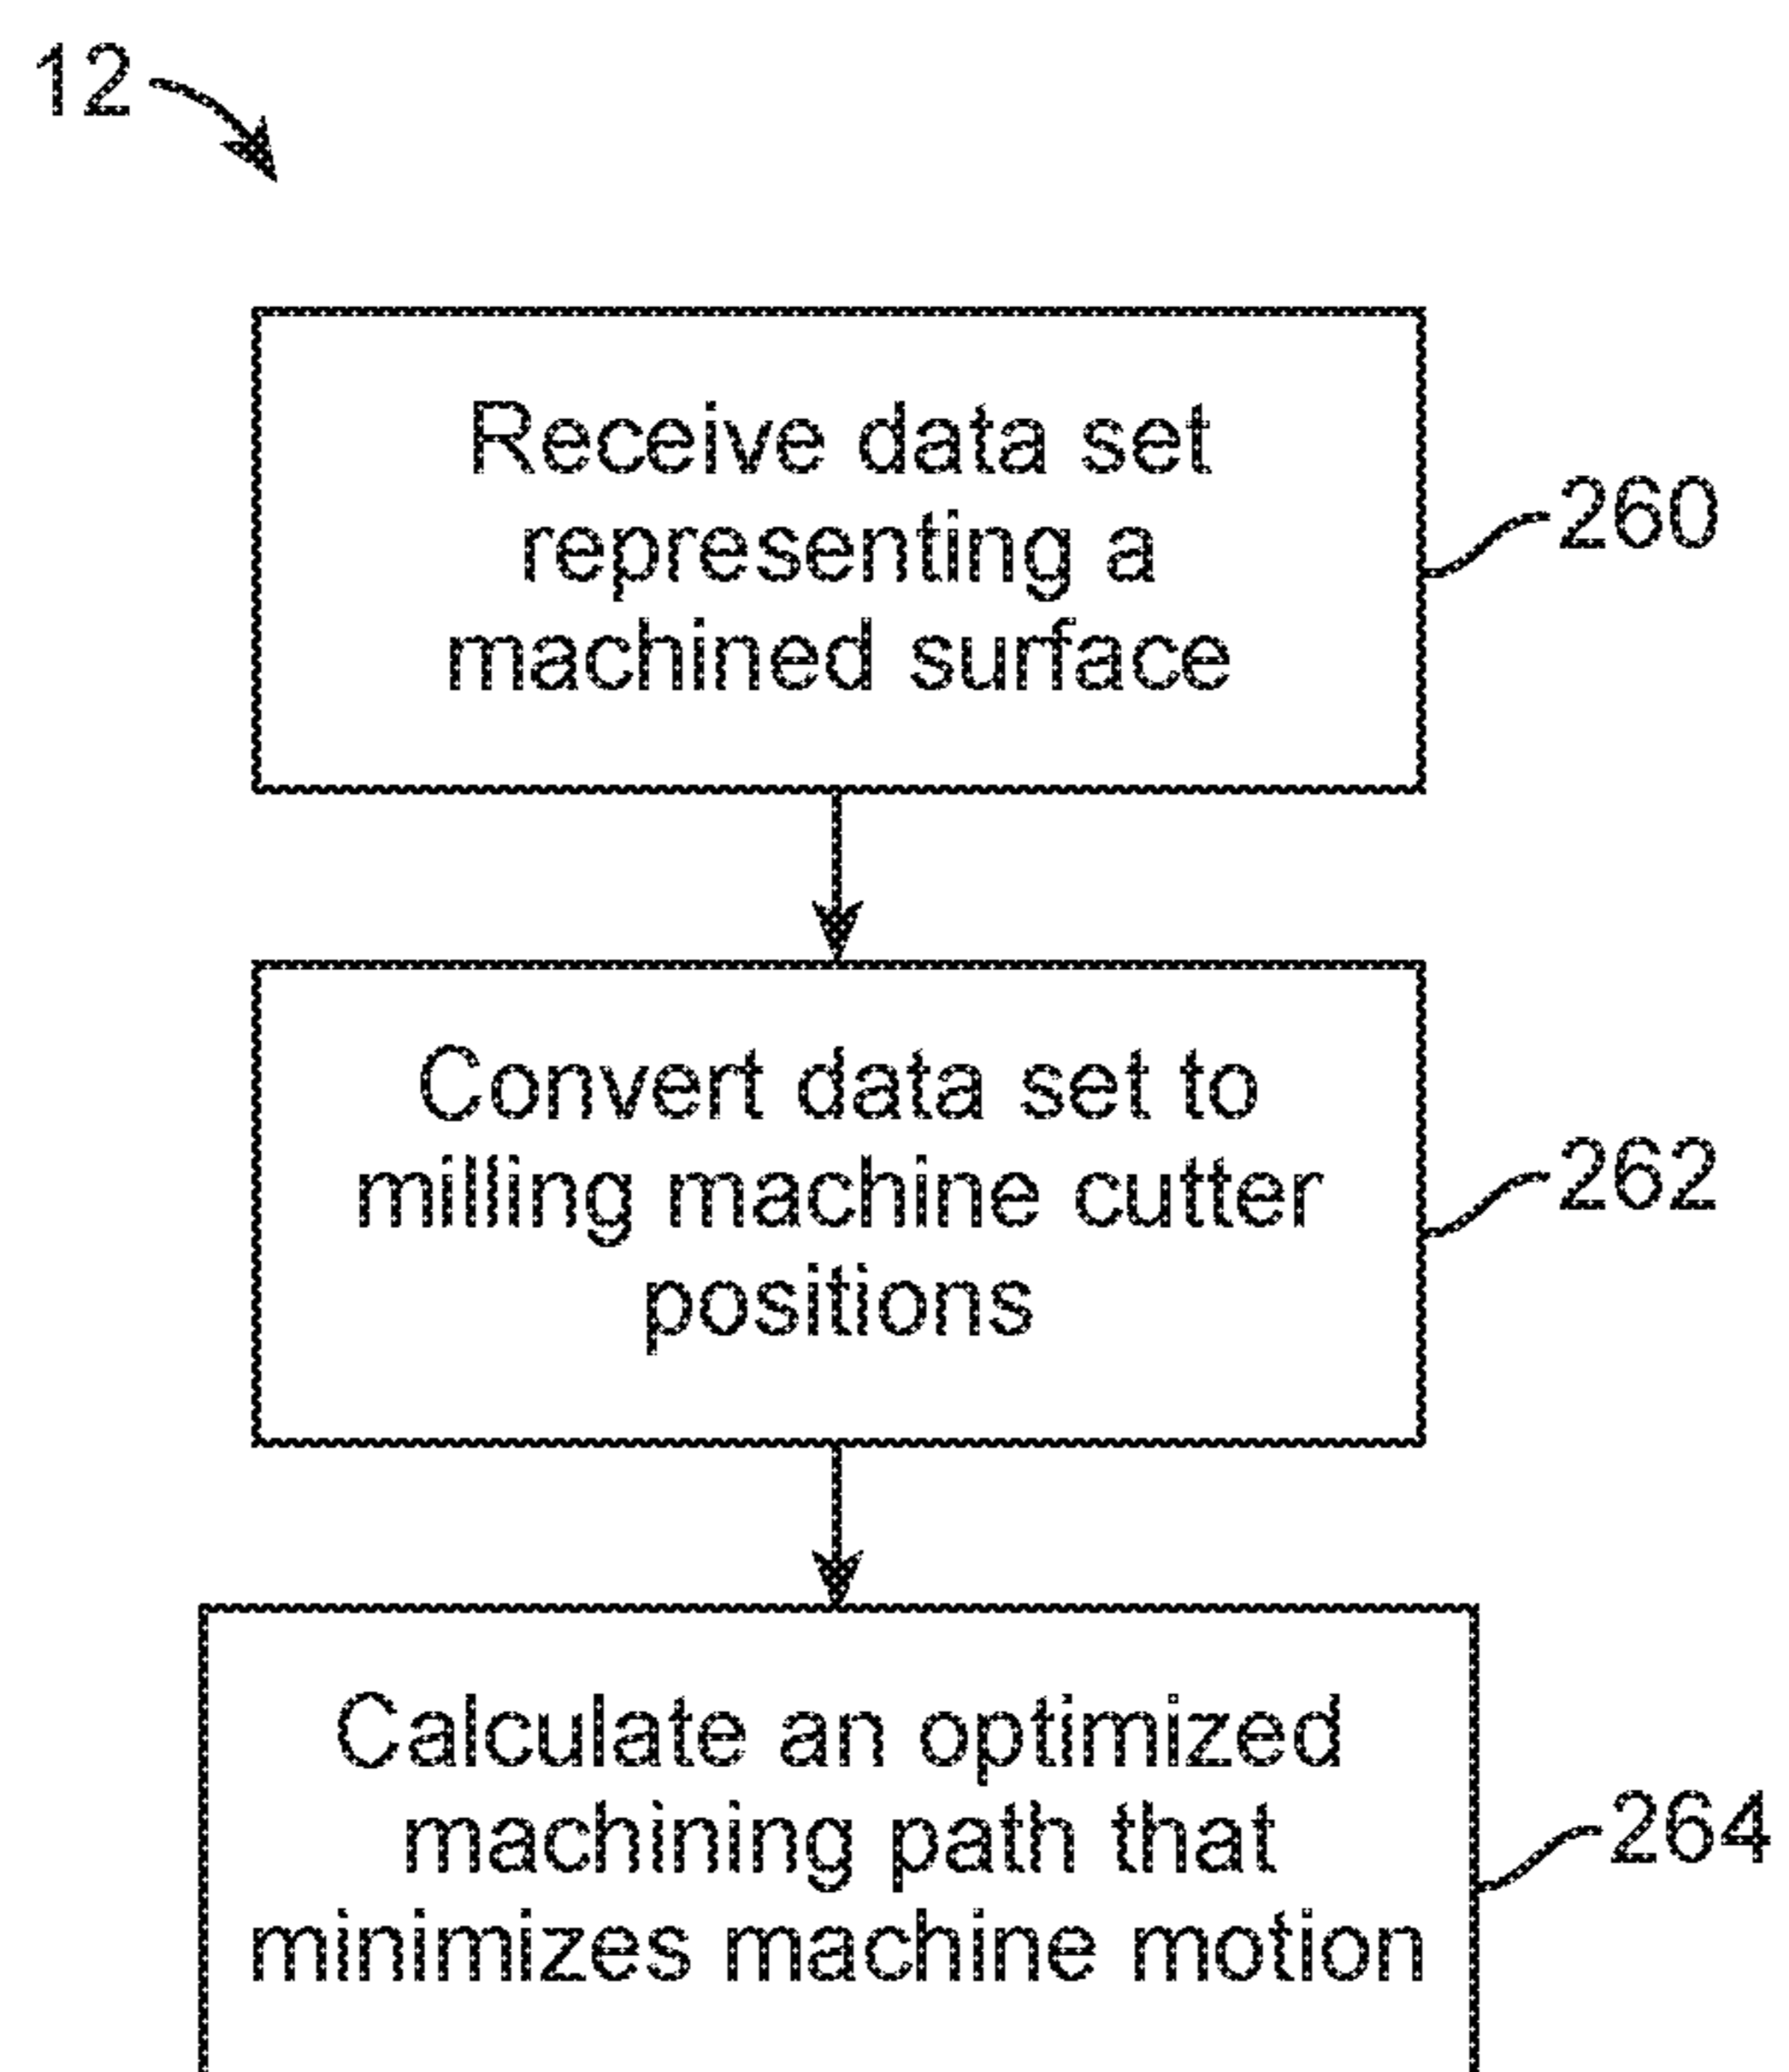 12
Receive data set
representing a
machined surface
260
Convert data set to
milling machine cutter
positions
262
Calculate an optimized
machining path that
minimizes machine motion
264